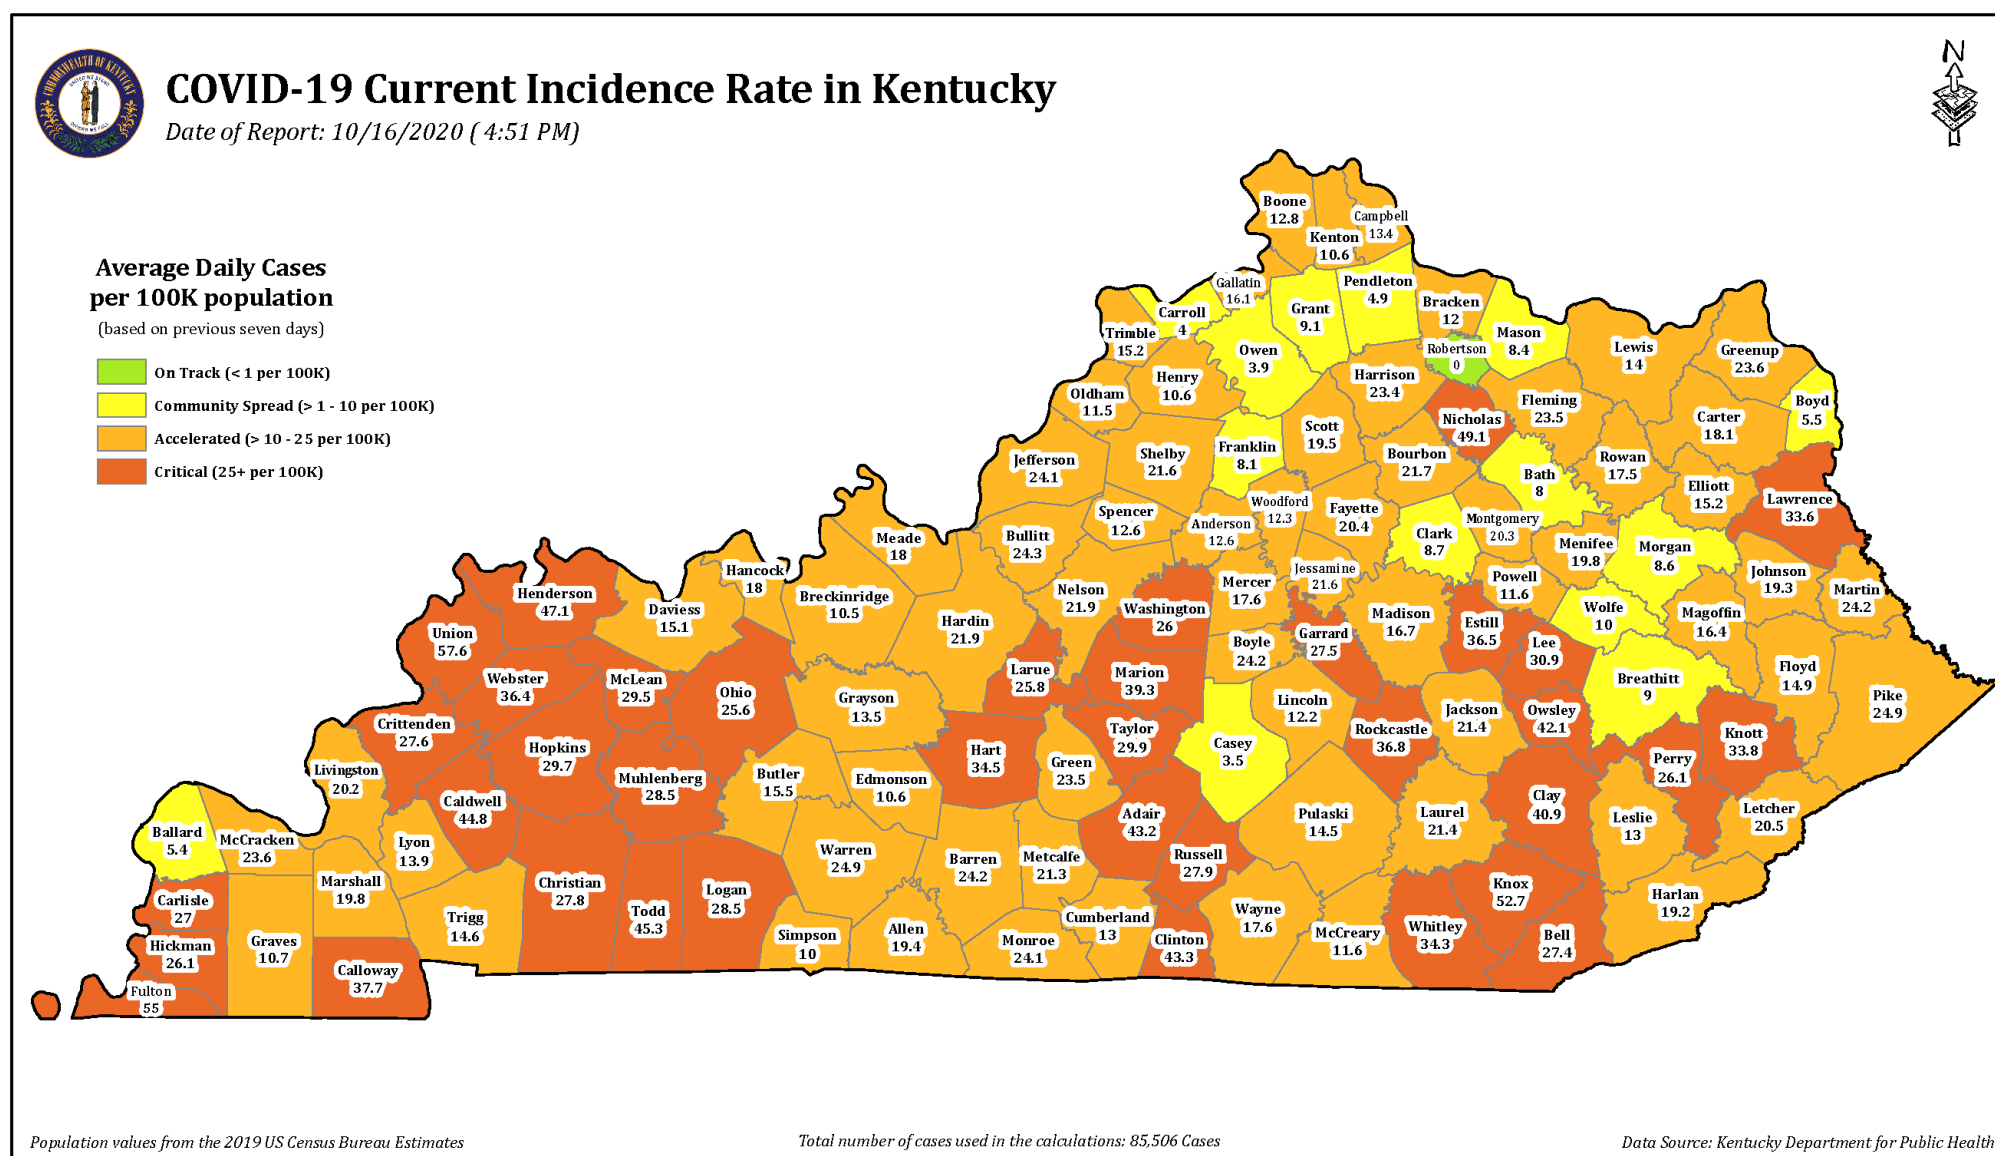 COMMONWEALTH OF KENTUCKY
UNITED WE STAND
DIVIDED WE FALL
COVID-19 Current Incidence Rate in Kentucky
Date of Report: 10/16/2020 ( 4:51 PM)
N
Average Daily Cases
per 100K population
(based on previous seven days)
On Track (< 1 per 100K)
Community Spread (> 1 - 10 per 100K)
Accelerated (> 10 - 25 per 100K)
Critical (25+ per 100K)
Boone
12.8
Campbell
13.4
Kenton
10.6
Gallatin
16.1
Pendleton
4.9
Grant
9.1
Bracken
12
Carroll
4
Trimble
15.2
Mason
8.4
Owen
3.9
Robertson
0
Lewis
14
Greenup
23.6
Henry
10.6
Harrison
23.4
Oldham
11.5
Fleming
23.5
Boyd
5.5
Nicholas
49.1
Carter
18.1
Scott
19.5
Franklin
8.1
Shelby
21.6
Bourbon
21.7
Jefferson
24.1
Rowan
17.5
Bath
8
Elliott
15.2
Lawrence
33.6
Woodford
12.3
Fayette
20.4
Spencer
12.6
Anderson
12.6
Montgomery
20.3
Clark
8.7
Bullitt
24.3
Meade
18
Menifee
19.8
Morgan
8.6
Hancock
18
Jessamine
21.6
Johnson
19.3
Powell
11.6
Mercer
17.6
Nelson
21.9
Martin
24.2
Henderson
47.1
Breckinridge
10.5
Daviess
15.1
Washington
26
Wolfe
10
Magoffin
16.4
Madison
16.7
Hardin
21.9
Estill
36.5
Union
57.6
Garrard
27.5
Boyle
24.2
Lee
30.9
Larue
25.8
Marion
39.3
Floyd
14.9
Webster
36.4
McLean
29.5
Breathitt
9
Ohio
25.6
Grayson
13.5
Pike
24.9
Lincoln
12.2
Jackson
21.4
Owsley
42.1
Crittenden
27.6
Taylor
29.9
Rockcastle
36.8
Knott
33.8
Casey
3.5
Hopkins
29.7
Hart
34.5
Perry
26.1
Green
23.5
Livingston
20.2
Butler
15.5
Muhlenberg
28.5
Edmonson
10.6
Clay
40.9
Caldwell
44.8
Letcher
20.5
Adair
43.2
Pulaski
14.5
Laurel
21.4
Leslie
13
Ballard
5.4
McCracken
23.6
Lyon
13.9
Warren
24.9
Russell
27.9
Metcalfe
21.3
Barren
24.2
Marshall
19.8
Christian
27.8
Knox
52.7
Logan
28.5
Harlan
19.2
Carlisle
27
Todd
45.3
Wayne
17.6
Trigg
14.6
Cumberland
13
Whitley
34.3
Allen
19.4
McCreary
11.6
Simpson
10
Bell
27.4
Clinton
43.3
Monroe
24.1
Graves
10.7
Hickman
26.1
Calloway
37.7
Fulton
55
Population values from the 2019 US Census Bureau Estimates
Total number of cases used in the calculations: 85,506 Cases
Data Source: Kentucky Department for Public Health